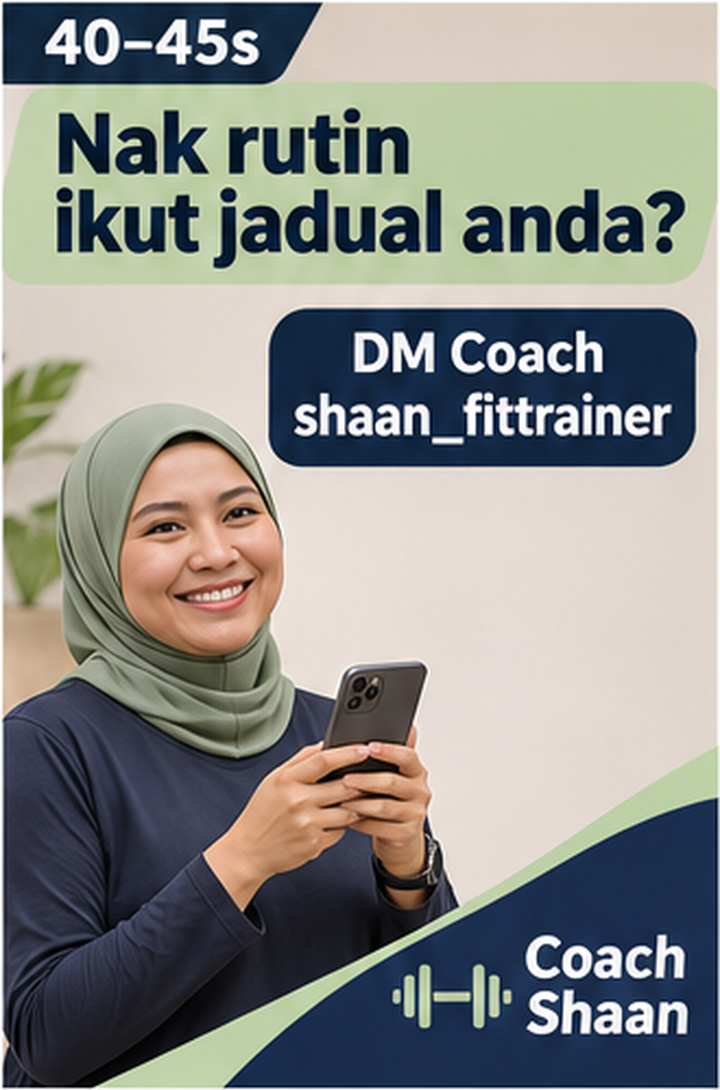 40–45s
Nak rutin
ikut jadual anda?
DM Coach
shaan_fittrainer
Coach
Shaan